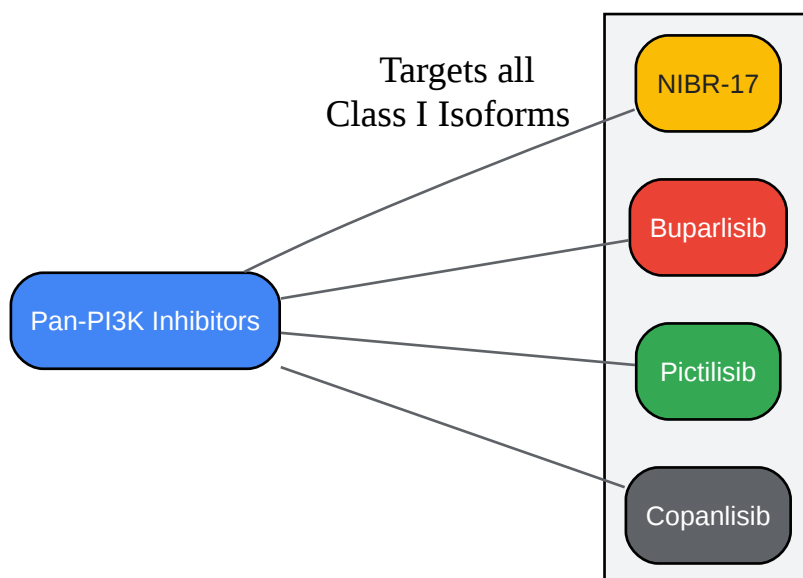 Targets all
Class I Isoforms
NIBR-17
Buparlisib
Pan-PI3K Inhibitors
Pictilisib
Copanlisib